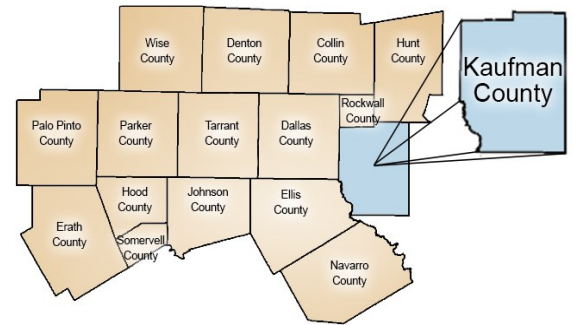 Wise
County
Denton
County
Collin
County
Hunt
County
Kaufman
County
Rockwall
County
Palo Pinto
County
Parker
County
Tarrant
County
Dallas
County
Hood
County
Johnson
County
Ellis
County
Erath
County
Somervell
County
Navarro
County